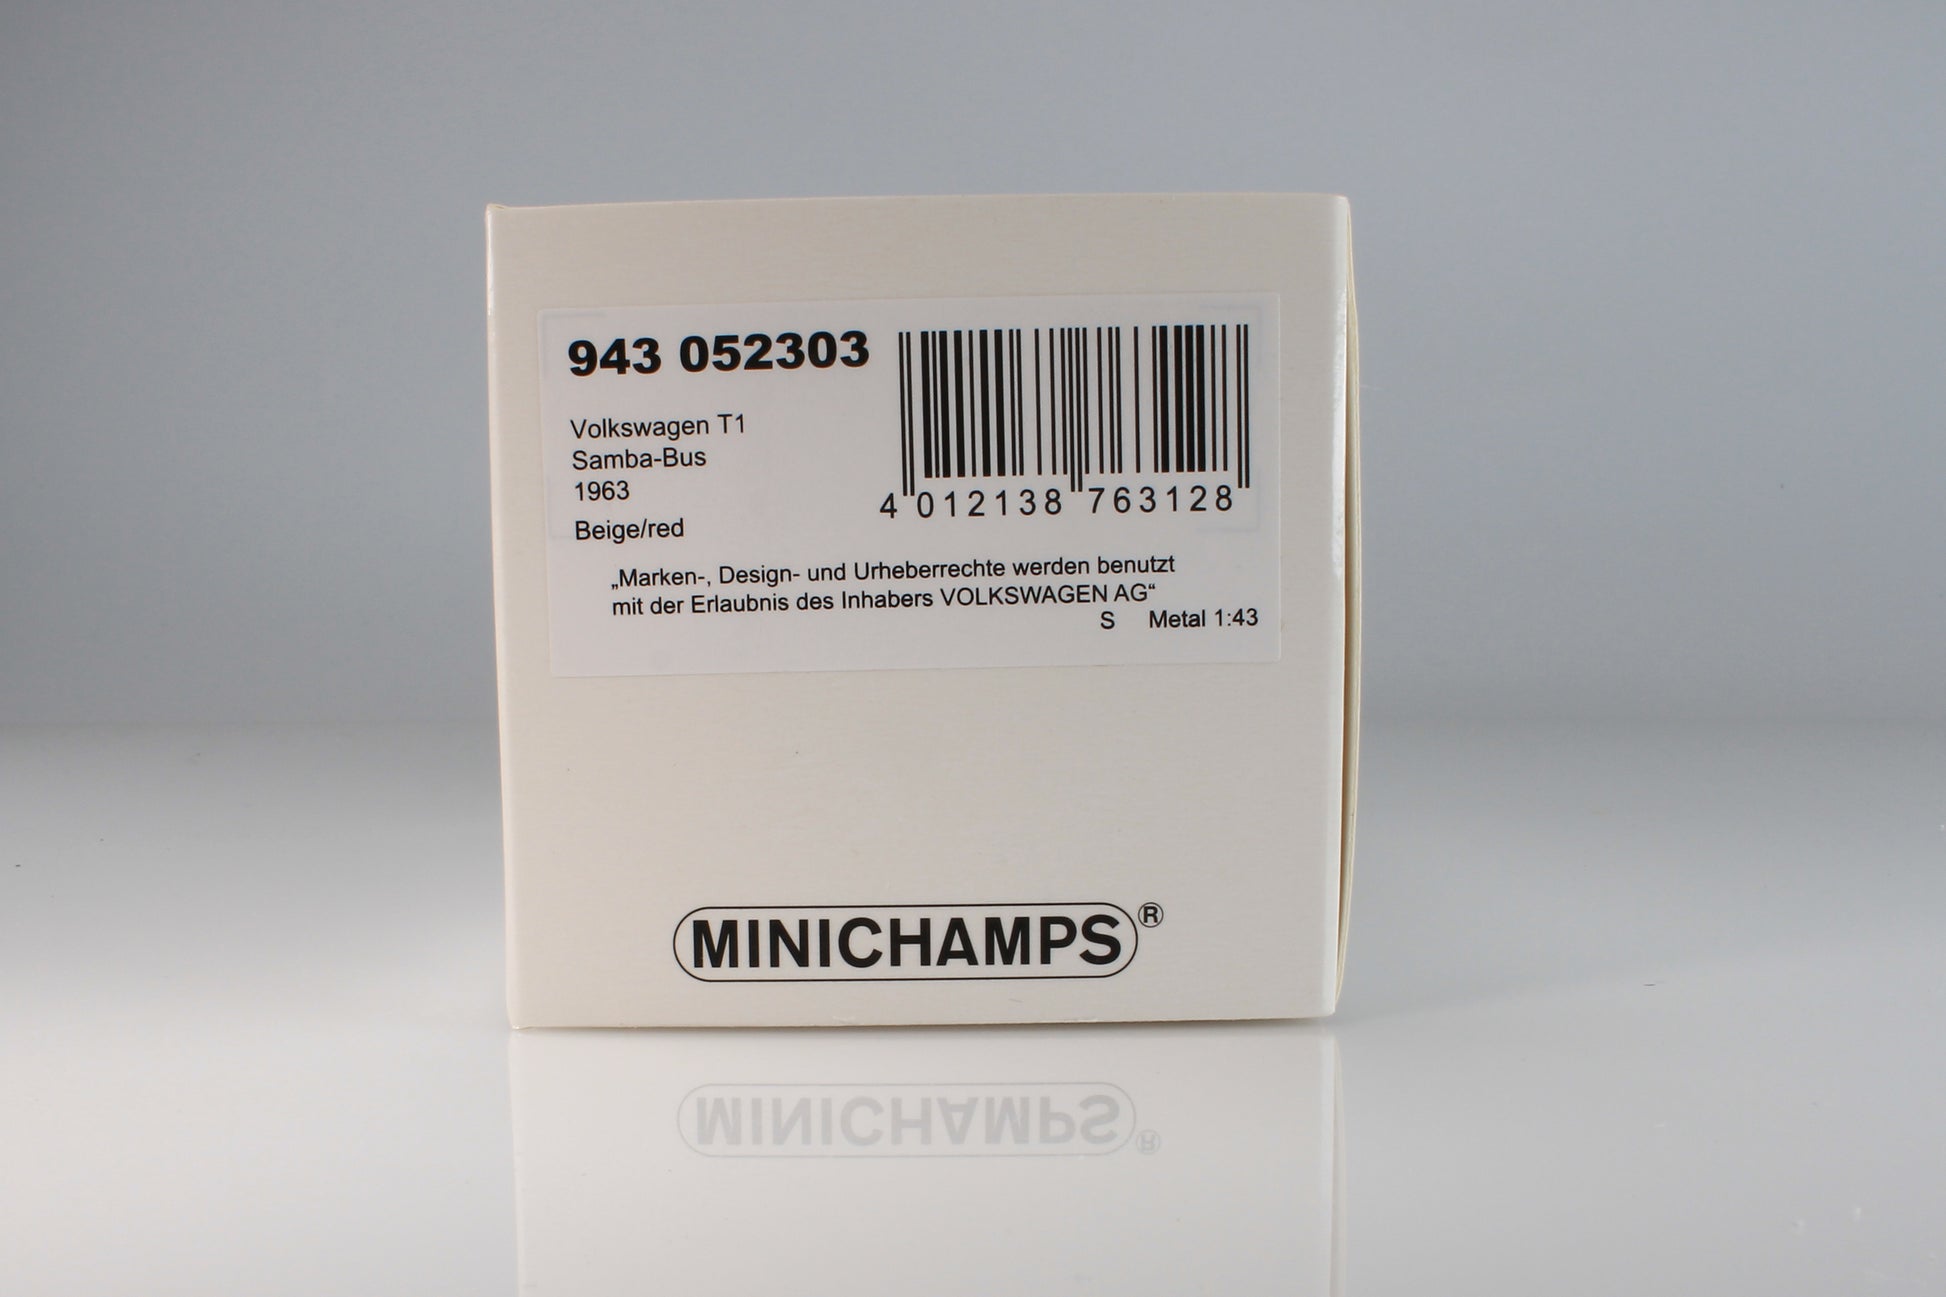 943 052303
Volkswagen T1
Samba-Bus
1963
Beige/red
4 012138 763128
„Marken-, Design- und Urheberrechte werden benutzt
mit der Erlaubnis des Inhabers VOLKSWAGEN AG“
S Metal 1:43
MINICHAMPS®